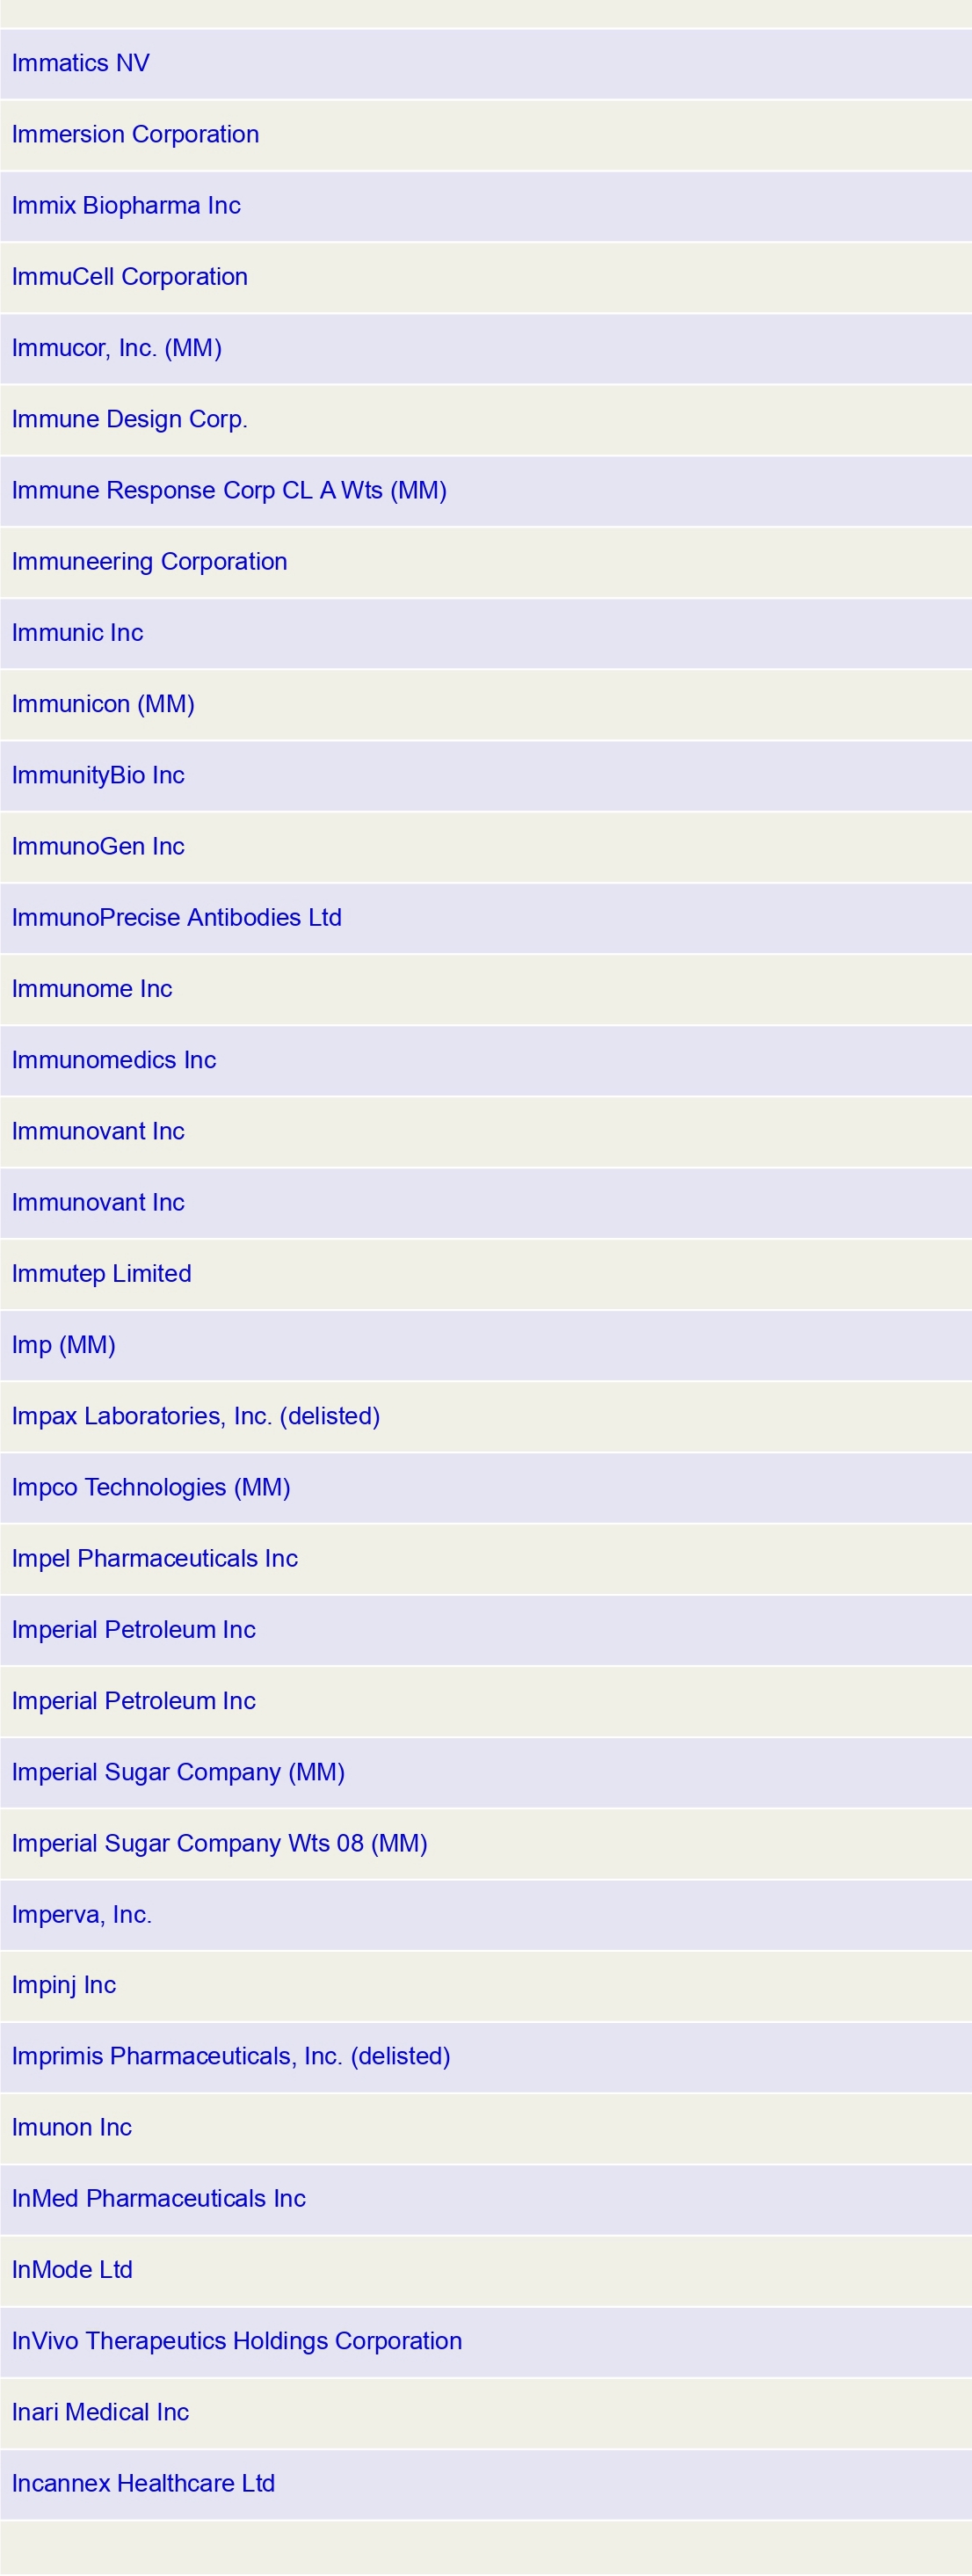 Immatics NV
Immersion Corporation
Immix Biopharma Inc
ImmuCell Corporation
Immucor, Inc. (MM)
Immune Design Corp.
Immune Response Corp CL A Wts (MM)
Immuneering Corporation
Immunic Inc
Immunicon (MM)
ImmunityBio Inc
ImmunoGen Inc
ImmunoPrecise Antibodies Ltd
Immunome Inc
Immunomedics Inc
Immunovant Inc
Immunovant Inc
Immutep Limited
Imp (MM)
Impax Laboratories, Inc. (delisted)
Impco Technologies (MM)
Impel Pharmaceuticals Inc
Imperial Petroleum Inc
Imperial Petroleum Inc
Imperial Sugar Company (MM)
Imperial Sugar Company Wts 08 (MM)
Imperva, Inc.
Impinj Inc
Imprimis Pharmaceuticals, Inc. (delisted)
Imunon Inc
InMed Pharmaceuticals Inc
InMode Ltd
InVivo Therapeutics Holdings Corporation
Inari Medical Inc
Incannex Healthcare Ltd